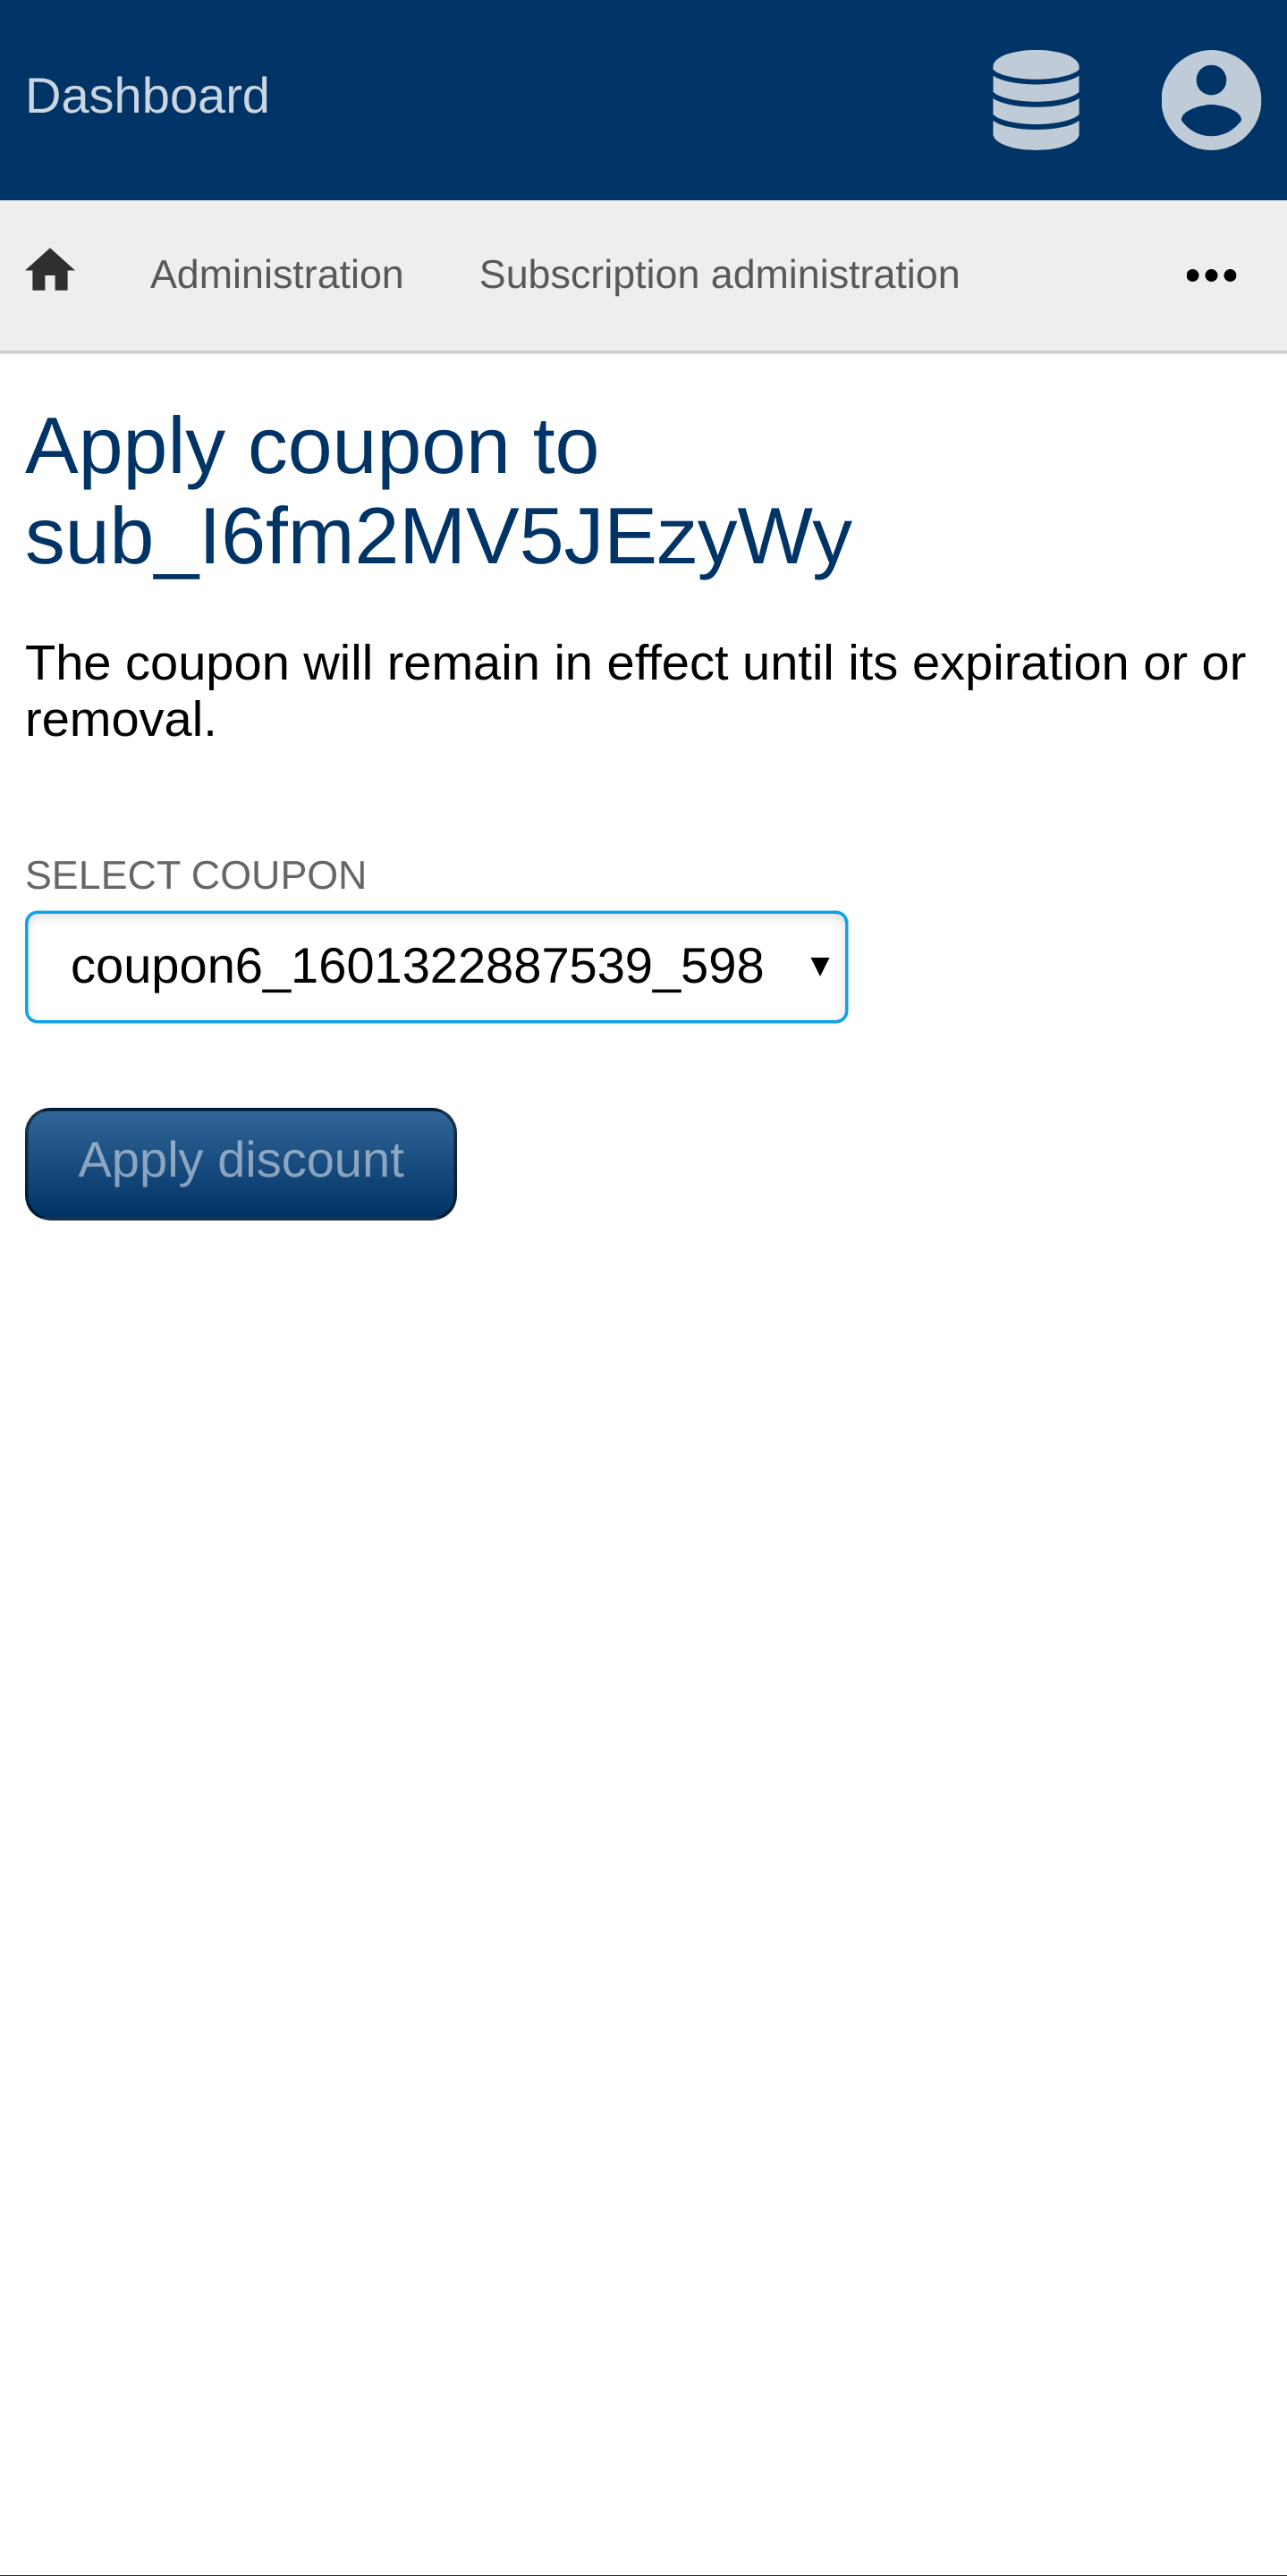 Dashboard
Administration Subscription administration
Apply coupon to
sub_I6fm2MV5JEzyWy
The coupon will remain in effect until its expiration or or
removal.
SELECT COUPON
coupon6_1601322887539_598
Apply discount